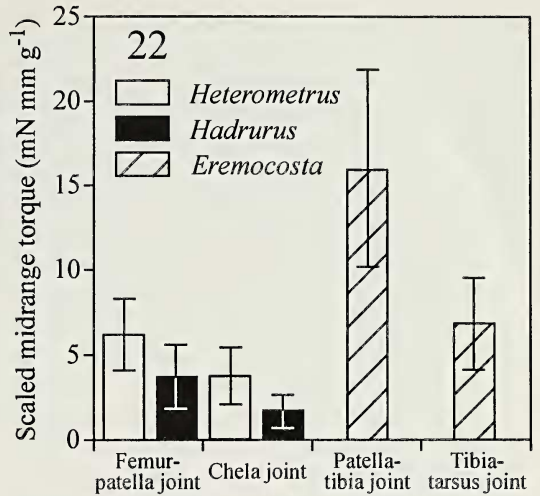 25
20
15
10
5
0
Scaled midrange torque (mN mm g⁻¹)
22
Heterometrus
Hadrurus
Eremocosta
Femur-
patella joint
Chela joint
Patella-
tibia joint
Tibia-
tarsus joint